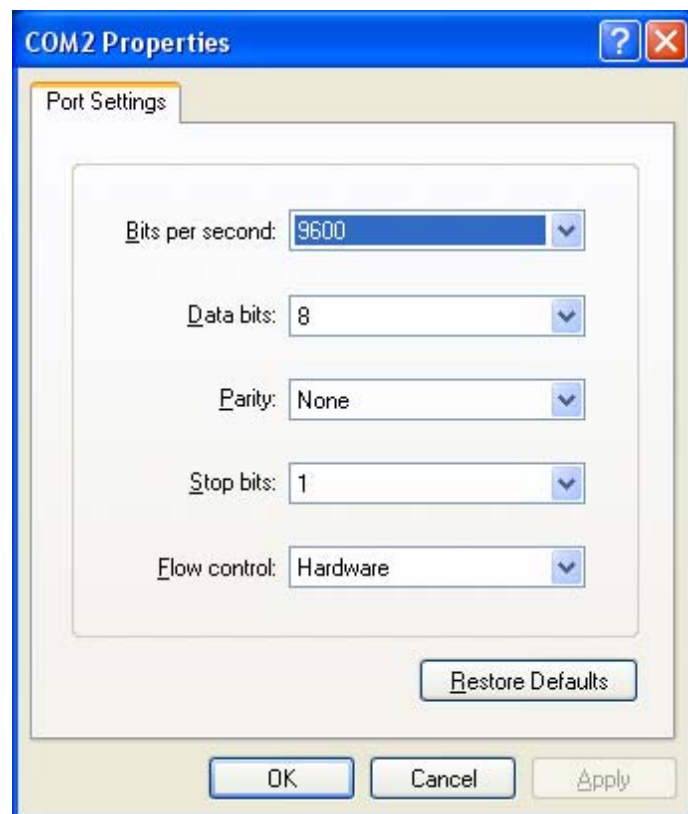 COM2 Properties
Port Settings
Bits per second: 9600
Data bits: 8
Parity: None
Stop bits: 1
Flow control: Hardware
Restore Defaults
OK Cancel Apply